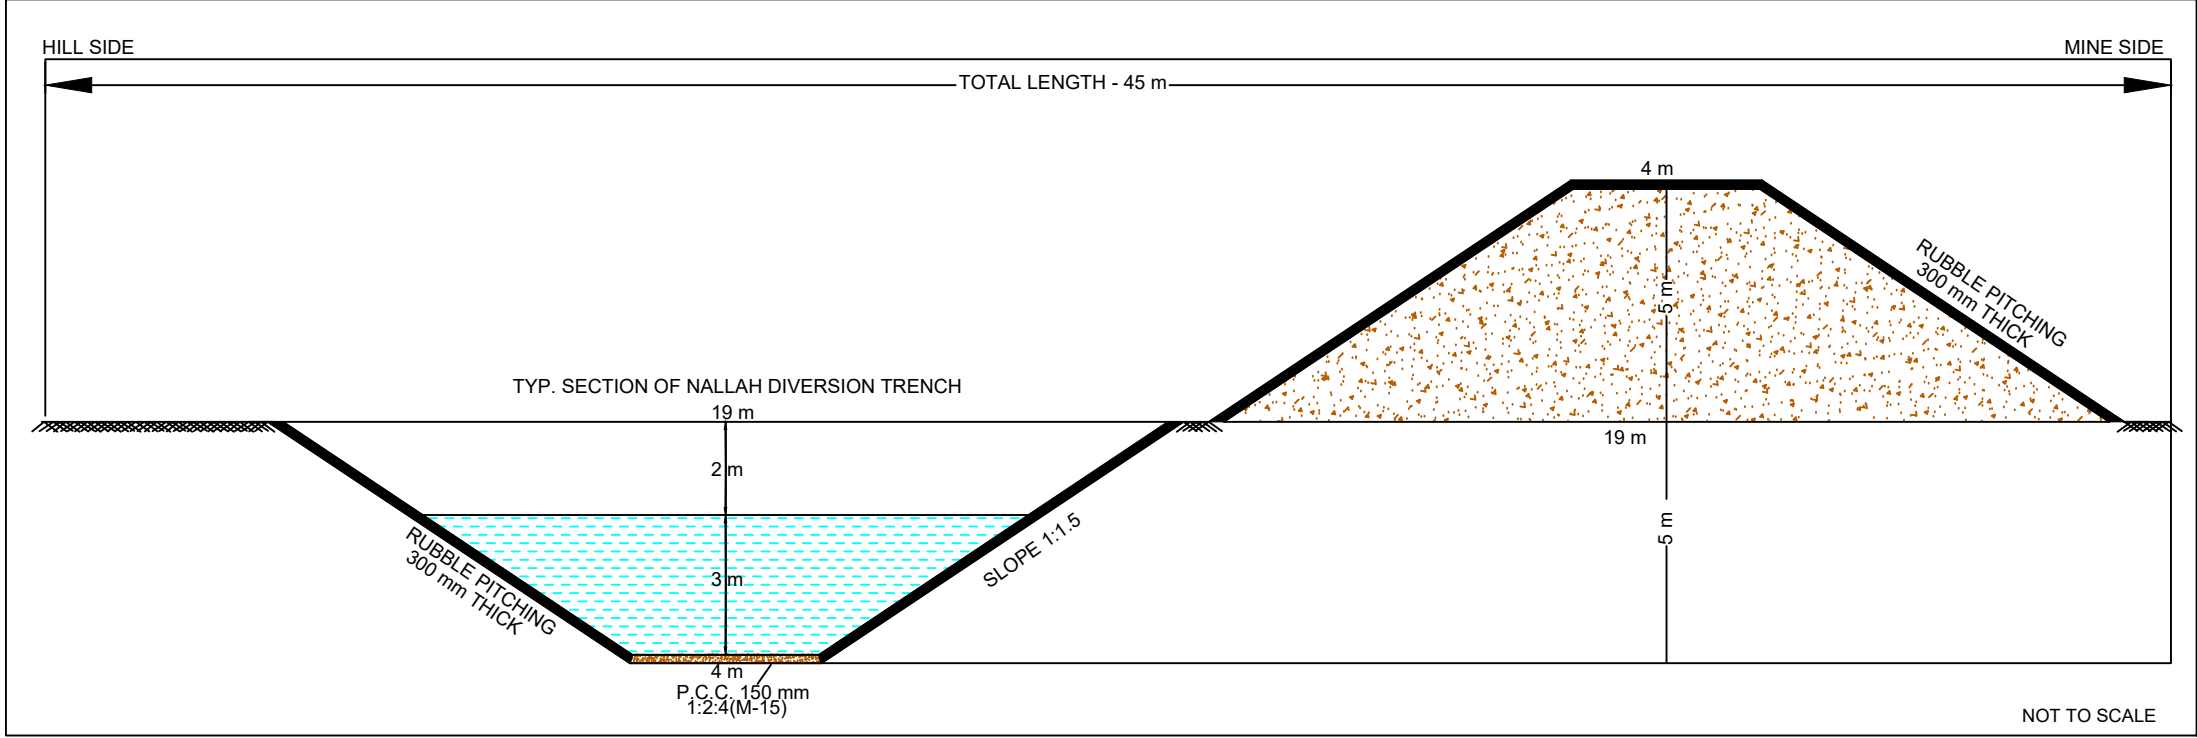 HILL SIDE
MINE SIDE
TOTAL LENGTH - 45 m
4 m
RUBBLE PITCHING
300 mm THICK
5 m
TYP. SECTION OF NALLAH DIVERSION TRENCH
19 m
19 m
2 m
RUBBLE PITCHING
300 mm THICK
SLOPE 1:1.5
5 m
3 m
4 m
P.C.C. 150 mm
1:2:4(M-15)
NOT TO SCALE